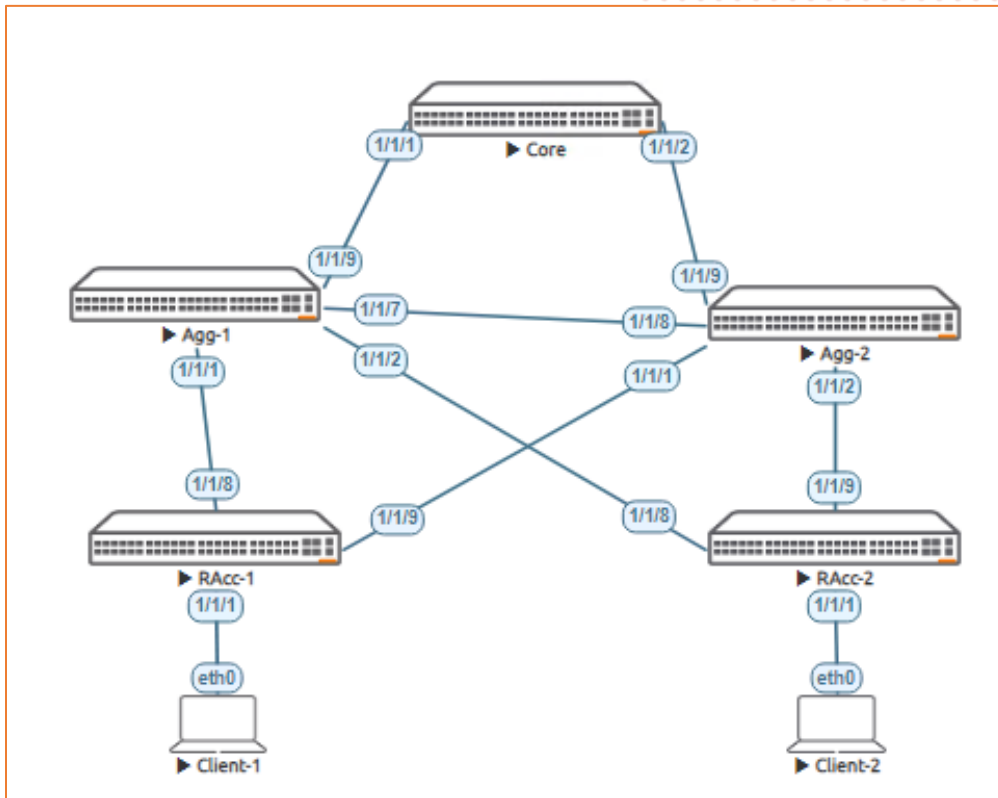 1/1/1
1/1/2
▶ Core
1/1/9
1/1/9
1/1/7
1/1/8
▶ Agg-1
▶ Agg-2
1/1/1
1/1/2
1/1/1
1/1/2
1/1/8
1/1/9
1/1/9
1/1/8
▶ RAcc-1
▶ RAcc-2
1/1/1
1/1/1
eth0
eth0
▶ Client-1
▶ Client-2